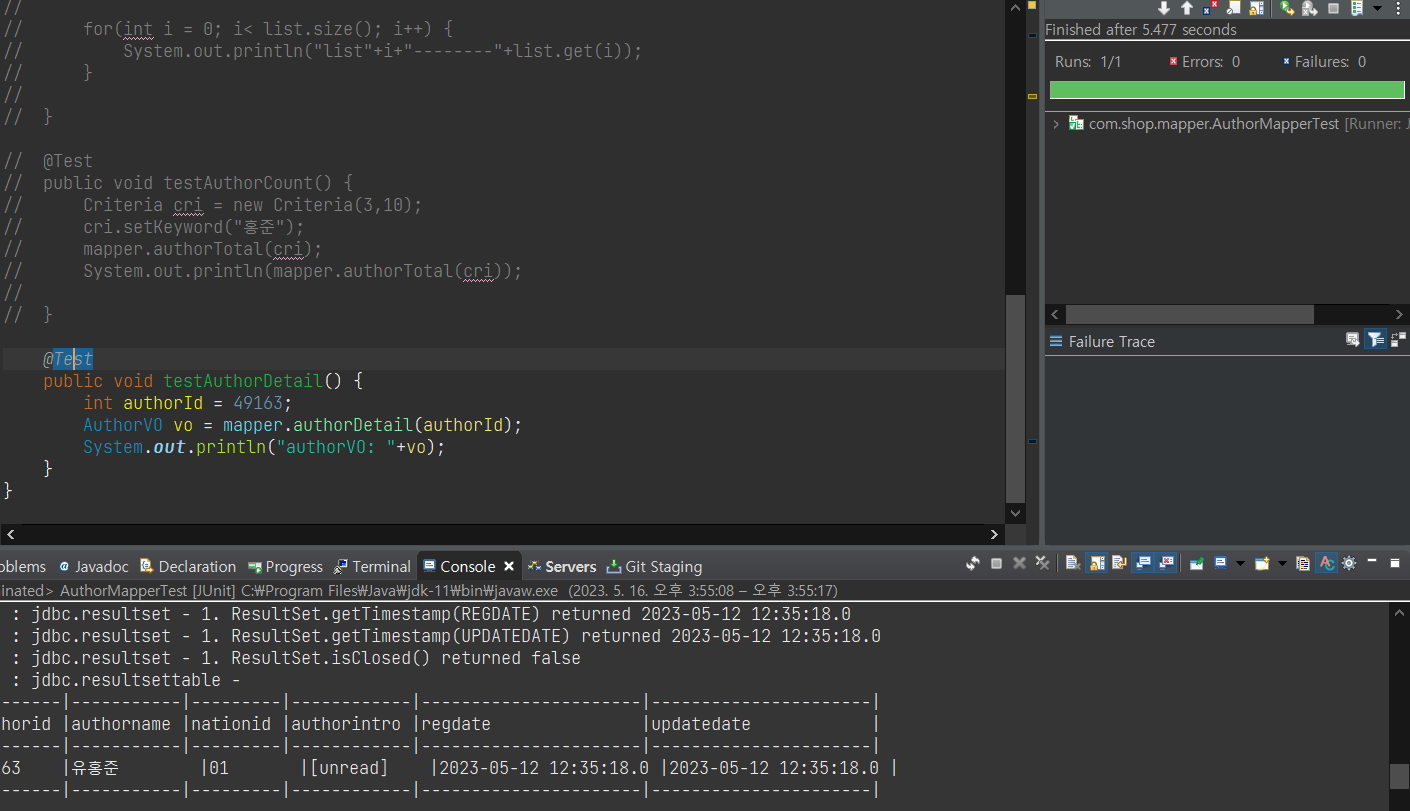 //
// for(int i = 0; i< list.size(); i++) {
// System.out.println("list"+i+"--------"+list.get(i));
// }
//
// }
// @Test
// public void testAuthorCount() {
// Criteria cri = new Criteria(3,10);
// cri.setKeyword("홍준");
// mapper.authorTotal(cri);
// System.out.println(mapper.authorTotal(cri));
//
// }
@Test
public void testAuthorDetail() {
int authorId = 49163;
AuthorVO vo = mapper.authorDetail(authorId);
System.out.println("authorVO: "+vo);
}
}
Finished after 5.477 seconds
Runs: 1/1 Errors: 0 Failures: 0
com.shop.mapper.AuthorMapperTest [Runner: J
Failure Trace
oblems Javadoc Declaration Progress Terminal Console Servers Git Staging
inated> AuthorMapperTest [JUnit] C:₩Program Files₩Java₩jdk-11₩bin₩javaw.exe (2023. 5. 16. 오후 3:55:08 – 오후 3:55:17)
: jdbc.resultset - 1. ResultSet.getTimestamp(REGDATE) returned 2023-05-12 12:35:18.0
: jdbc.resultset - 1. ResultSet.getTimestamp(UPDATEDATE) returned 2023-05-12 12:35:18.0
: jdbc.resultset - 1. ResultSet.isClosed() returned false
: jdbc.resultsettable -
------|-----------|---------|------------|----------------------|----------------------|
horid |authorname |nationid |authorintro |regdate |updatedate |
------|-----------|---------|------------|----------------------|----------------------|
63 |유홍준 |01 |[unread] |2023-05-12 12:35:18.0 |2023-05-12 12:35:18.0 |
------|-----------|---------|------------|----------------------|----------------------|